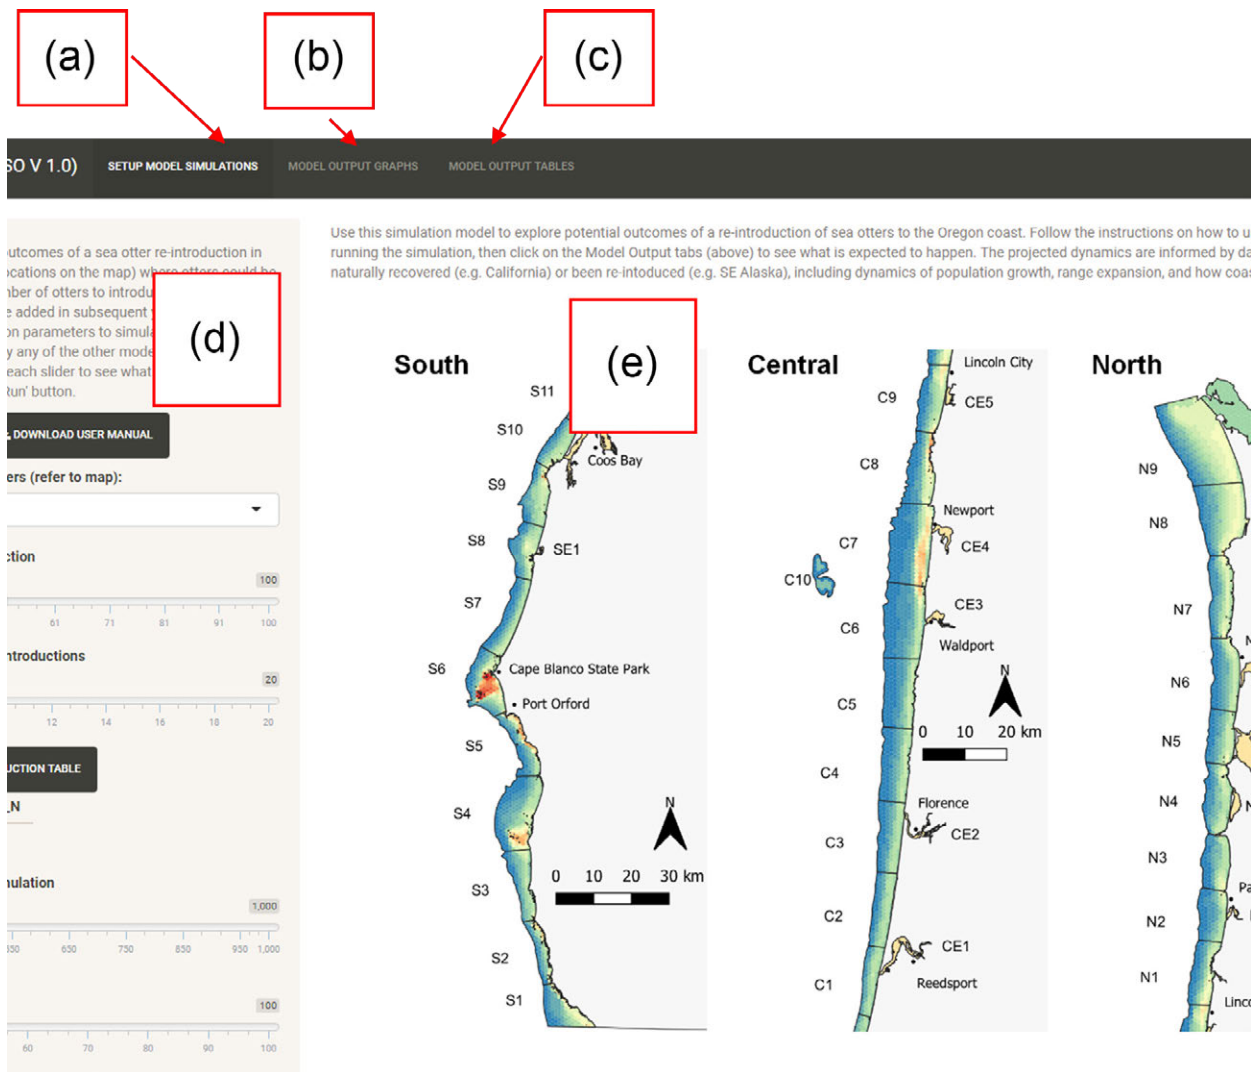 (a)
(b)
(c)
SO V 1.0)
SETUP MODEL SIMULATIONS
MODEL OUTPUT GRAPHS
MODEL OUTPUT TABLES
outcomes of a sea otter re-introduction in
ocations on the map) where otters could be
mber of otters to introdu
e added in subsequent
on parameters to simula
y any of the other mode
each slider to see what
Run' button.
(d)
DOWNLOAD USER MANUAL
ers (refer to map):
ction
100
61 71 81 91 100
ntroductions
20
12 14 16 18 20
UCTION TABLE
_N
mulation
1,000
550 650 750 850 950 1,000
100
60 70 80 90 100
Use this simulation model to explore potential outcomes of a re-introduction of sea otters to the Oregon coast. Follow the instructions on how to u
running the simulation, then click on the Model Output tabs (above) to see what is expected to happen. The projected dynamics are informed by da
naturally recovered (e.g. California) or been re-intoduced (e.g. SE Alaska), including dynamics of population growth, range expansion, and how coas
(e)
South
S11
S10
Coos Bay
S9
S8
SE1
S7
S6
Cape Blanco State Park
Port Orford
S5
S4
N
0 10 20 30 km
S3
S2
S1
Central
Lincoln City
C9
CE5
C8
Newport
C7
CE4
C10
CE3
C6
Waldport
N
C5
0 10 20 km
C4
Florence
C3
CE2
C2
CE1
C1
Reedsport
North
N9
N8
N7
N6
N5
N4
N3
Pa
N2
N1
Linco